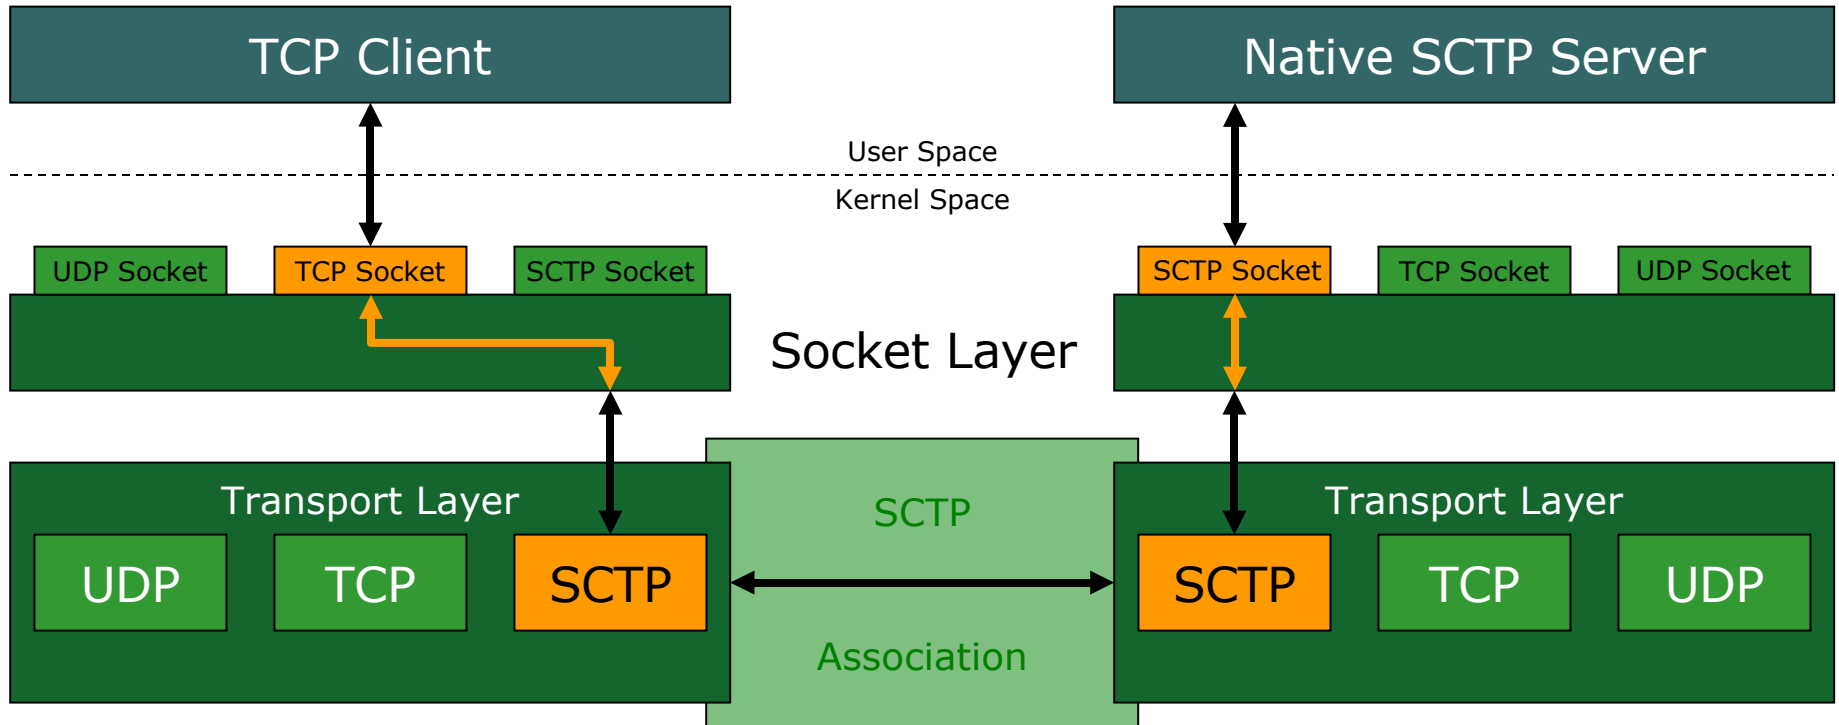 TCP Client
Native SCTP Server
User Space
Kernel Space
UDP Socket
TCP Socket
SCTP Socket
SCTP Socket
TCP Socket
UDP Socket
Socket Layer
Transport Layer
SCTP
Transport Layer
UDP
TCP
SCTP
SCTP
TCP
UDP
Association